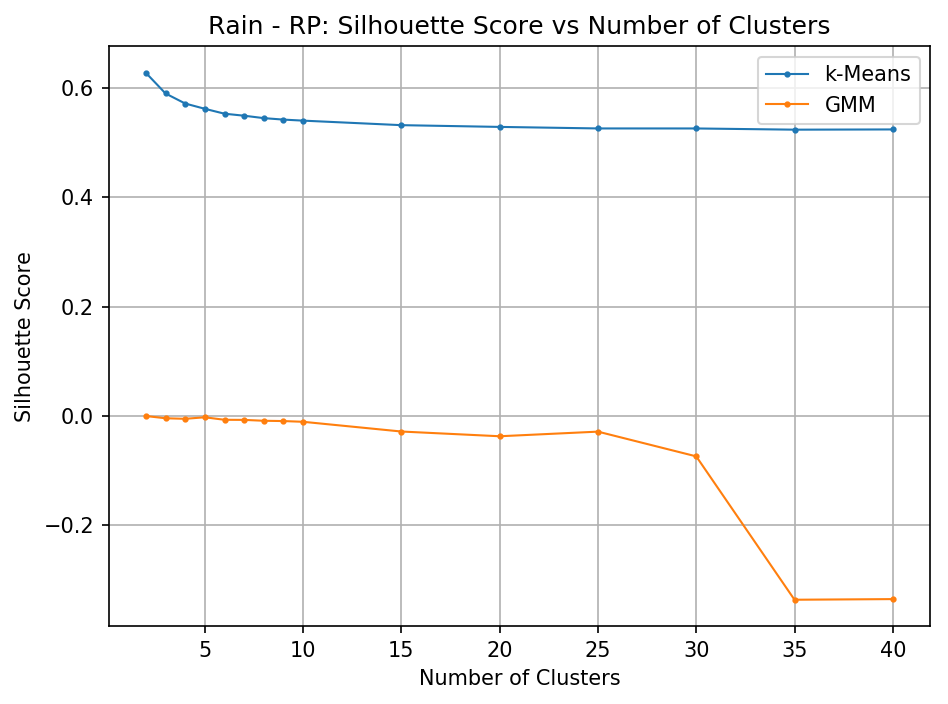 Rain - RP: Silhouette Score vs Number of Clusters
k-Means
GMM
Silhouette Score
0.6
0.4
0.2
0.0
−0.2
5 10 15 20 25 30 35 40
Number of Clusters